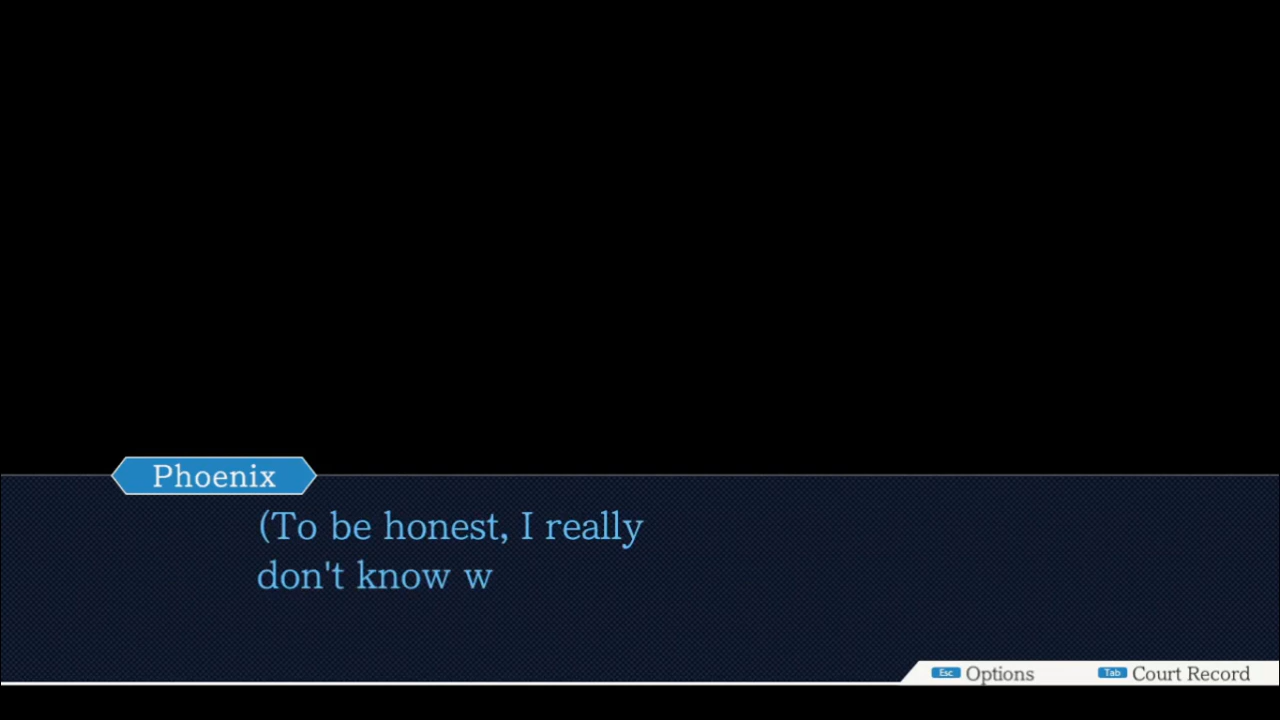 Phoenix
(To be honest, I really
don't know w
Esc Options Tab Court Record